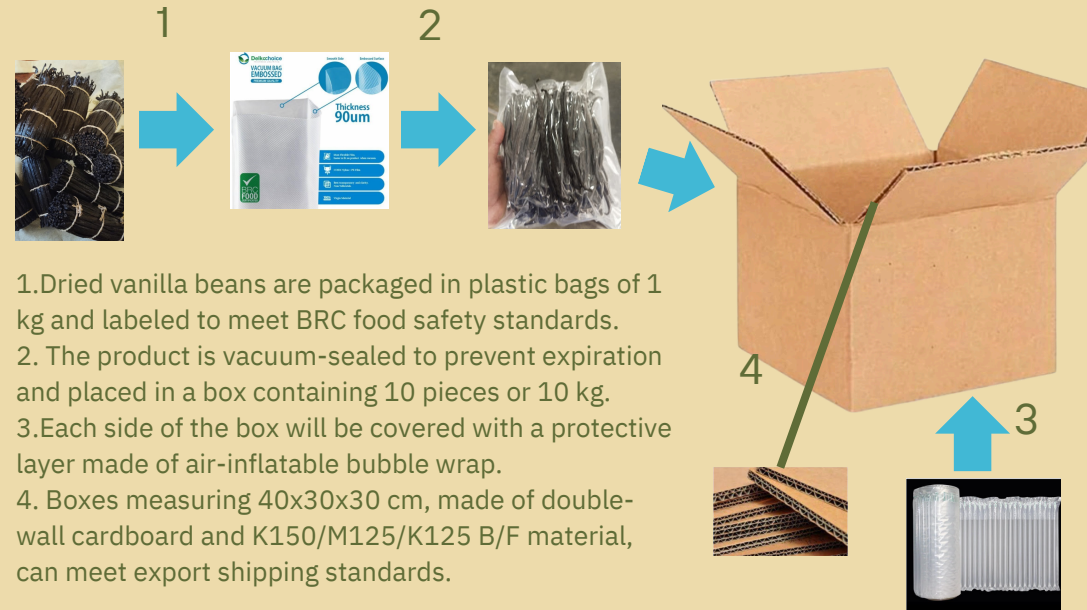 1
2
Delkochoice
VACUUM BAG
EMBOSSED
Thickness
90um
BRC
FOOD
1.Dried vanilla beans are packaged in plastic bags of 1
kg and labeled to meet BRC food safety standards.
2. The product is vacuum-sealed to prevent expiration
and placed in a box containing 10 pieces or 10 kg.
3.Each side of the box will be covered with a protective
layer made of air-inflatable bubble wrap.
4. Boxes measuring 40x30x30 cm, made of double-
wall cardboard and K150/M125/K125 B/F material,
can meet export shipping standards.
4
3